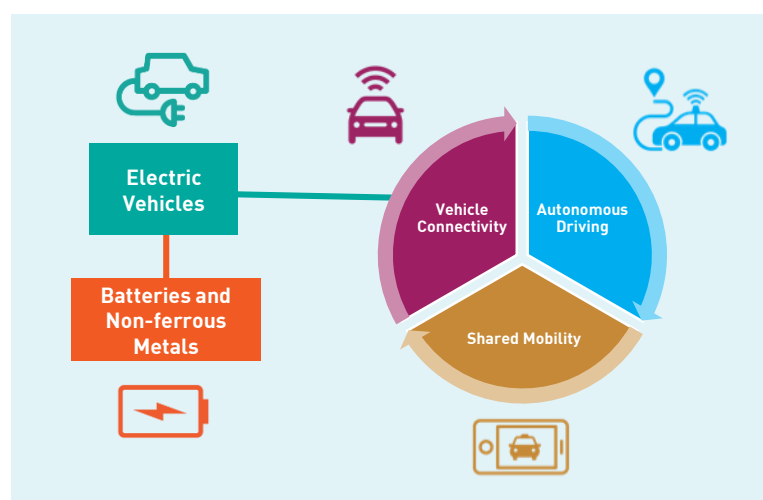 Electric
Vehicles
Batteries and
Non-ferrous
Metals
Vehicle
Connectivity
Autonomous
Driving
Shared Mobility